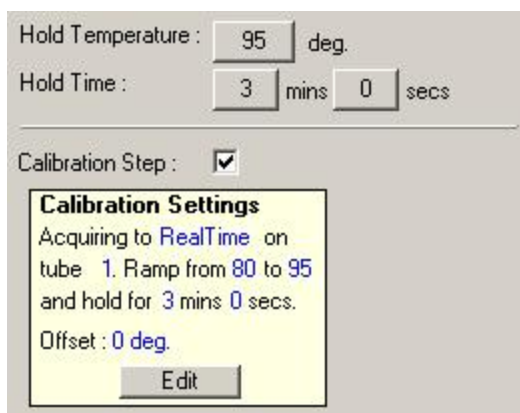 Hold Temperature : 95 deg.
Hold Time : 3 mins 0 secs
Calibration Step :
Calibration Settings
Acquiring to RealTime on
tube 1. Ramp from 80 to 95
and hold for 3 mins 0 secs.
Offset : 0 deg.
Edit